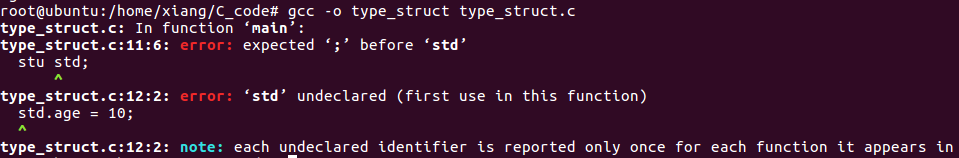 root@ubuntu:/home/xiang/C_code# gcc -o type_struct type_struct.c
type_struct.c: In function ‘main’:
type_struct.c:11:6: error: expected ‘;’ before ‘std’
stu std;
^
type_struct.c:12:2: error: ‘std’ undeclared (first use in this function)
std.age = 10;
^
type_struct.c:12:2: note: each undeclared identifier is reported only once for each function it appears in